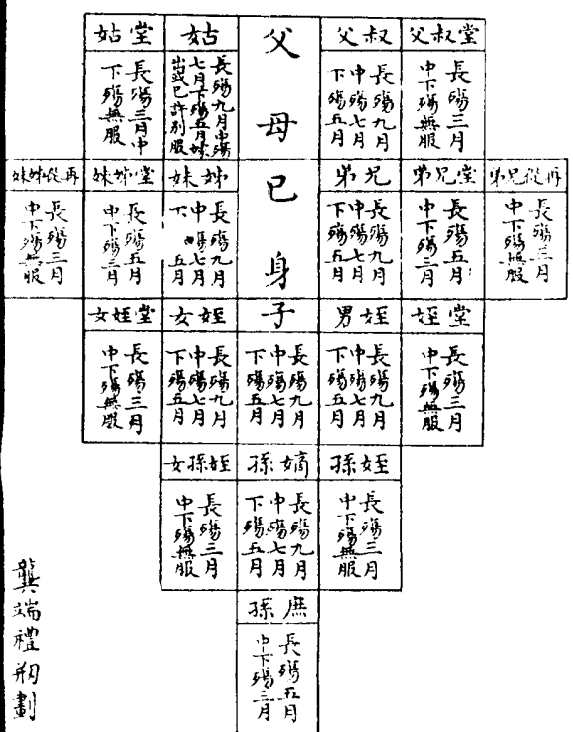 堂叔父
長殤三月
中下殤無服
叔父
長殤九月
中殤七月
下殤五月
父母
姑
長殤九月中殤
七月下殤五月妹
出或已許別服
堂姑
長殤三月中
下殤無服
再從兄弟
長殤三月
中下殤無服
堂兄弟
長殤五月
中下殤三月
兄弟
長殤九月
中殤七月
下殤五月
已身
姊妹
長殤九月
中殤七月
下五月
堂姊妹
長殤五月
中下殤三月
再從姊妹
長殤三月
中下殤無服
堂姪
長殤三月
中下殤無服
姪男
長殤九月
中殤七月
下殤五月
子
長殤九月
中殤七月
下殤五月
姪女
長殤九月
中殤七月
下殤五月
堂姪女
長殤三月
中下殤無服
姪孫
長殤三月
中下殤無服
嫡孫
長殤九月
中殤七月
下殤五月
姪孫女
長殤三月
中下殤無服
庶孫
長殤五月
中下殤三月
龔端禮刱劃